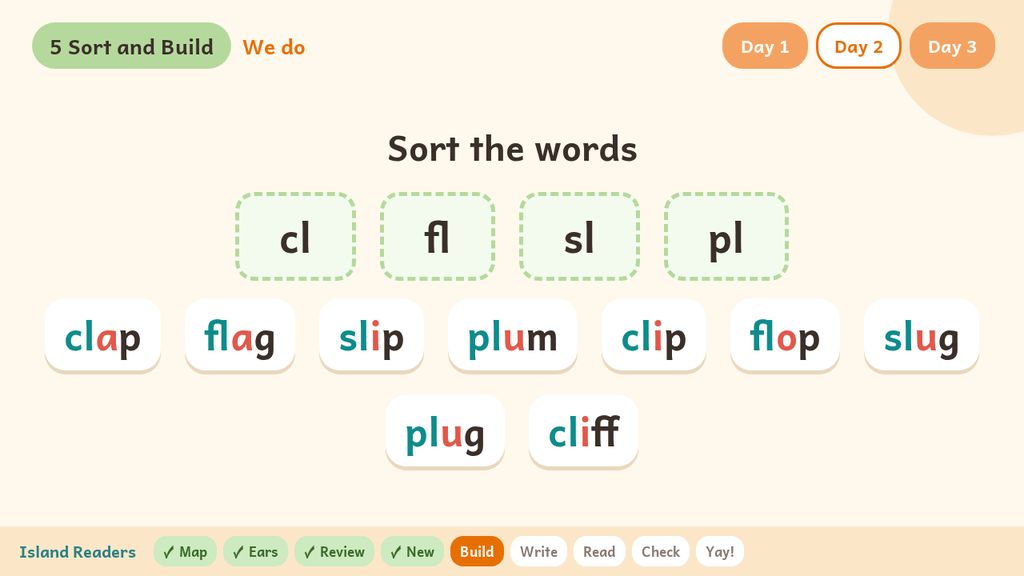 5 Sort and Build We do Day 1 Day 2 Day 3
Sort the words
cl fl sl pl
clap flag slip plum clip flop slug
plug cliff
Island Readers ✓ Map ✓ Ears ✓ Review ✓ New Build Write Read Check Yay!